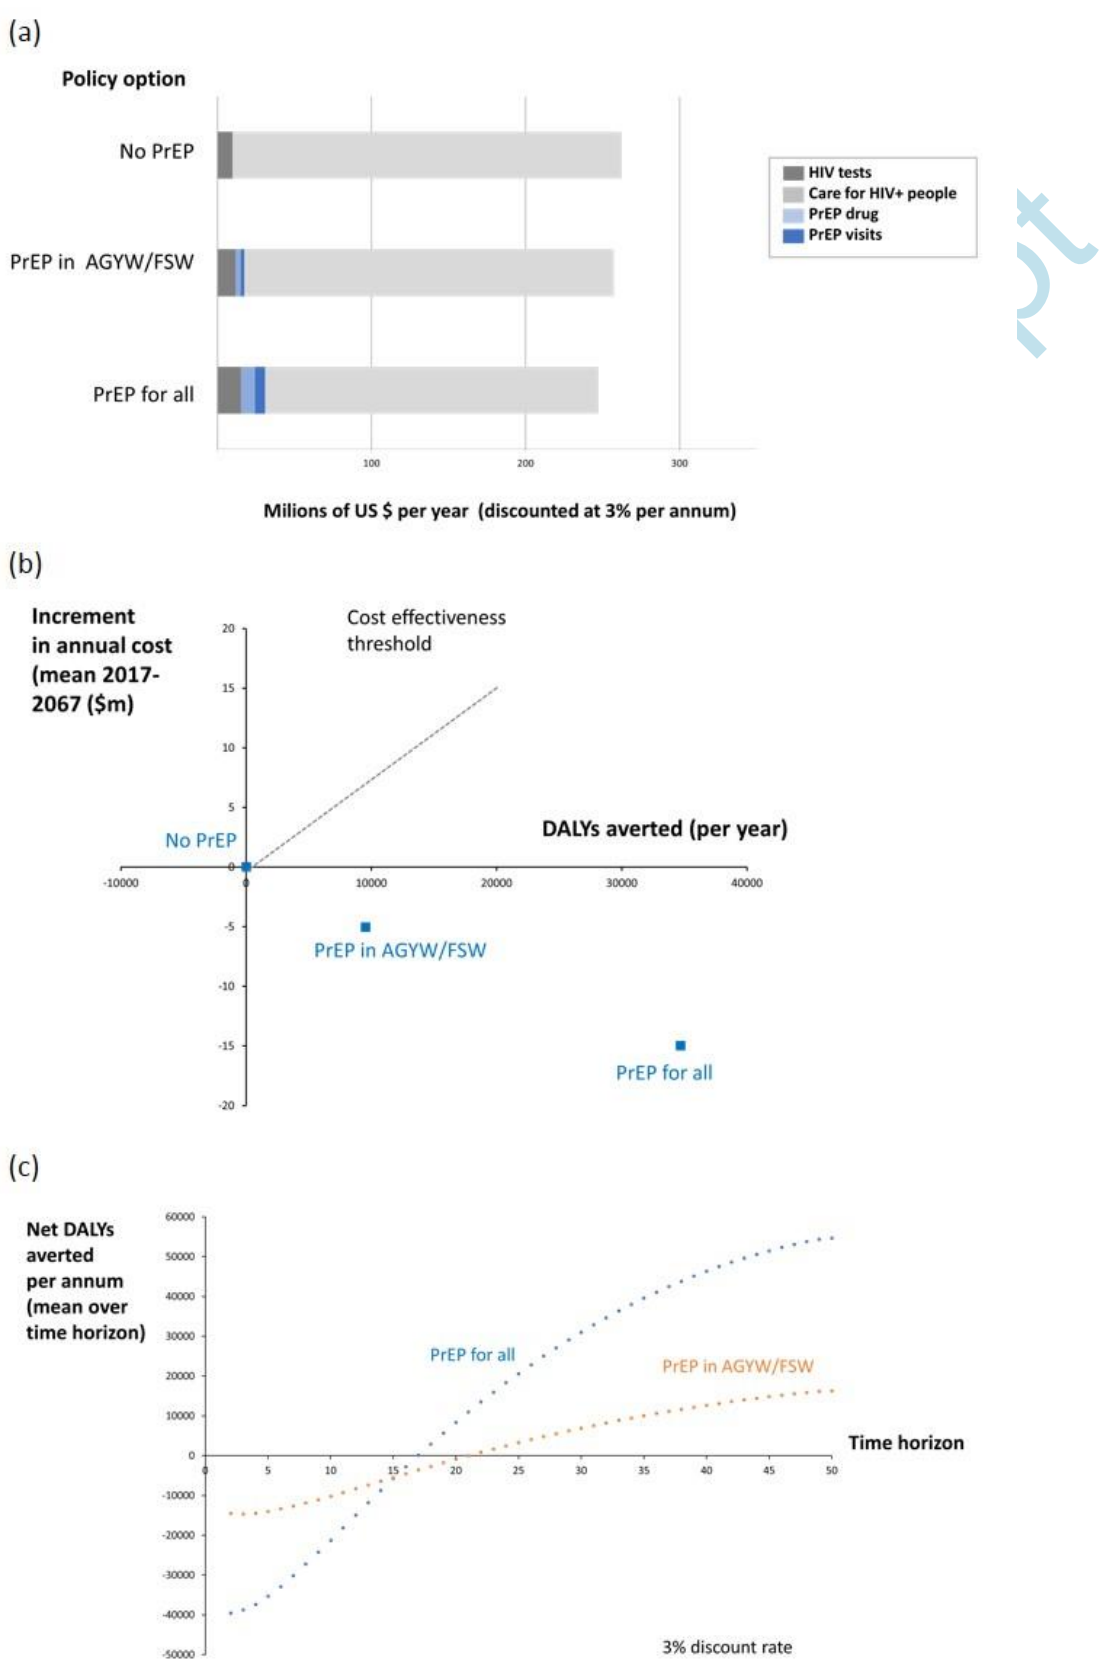 (a)
Policy option
No PrEP
PrEP in AGYW/FSW
PrEP for all
HIV tests
Care for HIV+ people
PrEP drug
PrEP visits
100
200
300
Milions of US $ per year (discounted at 3% per annum)
(b)
Increment
in annual cost
(mean 2017-
2067 ($m)
Cost effectiveness
threshold
20
15
10
5
0
-5
-10
-15
-20
No PrEP
DALYs averted (per year)
-10000
0
10000
20000
30000
40000
PrEP in AGYW/FSW
PrEP for all
(c)
Net DALYs
averted
per annum
(mean over
time horizon)
60000
50000
40000
30000
20000
10000
0
-10000
-20000
-30000
-40000
-50000
PrEP for all
PrEP in AGYW/FSW
Time horizon
0
5
10
15
20
25
30
35
40
45
50
3% discount rate